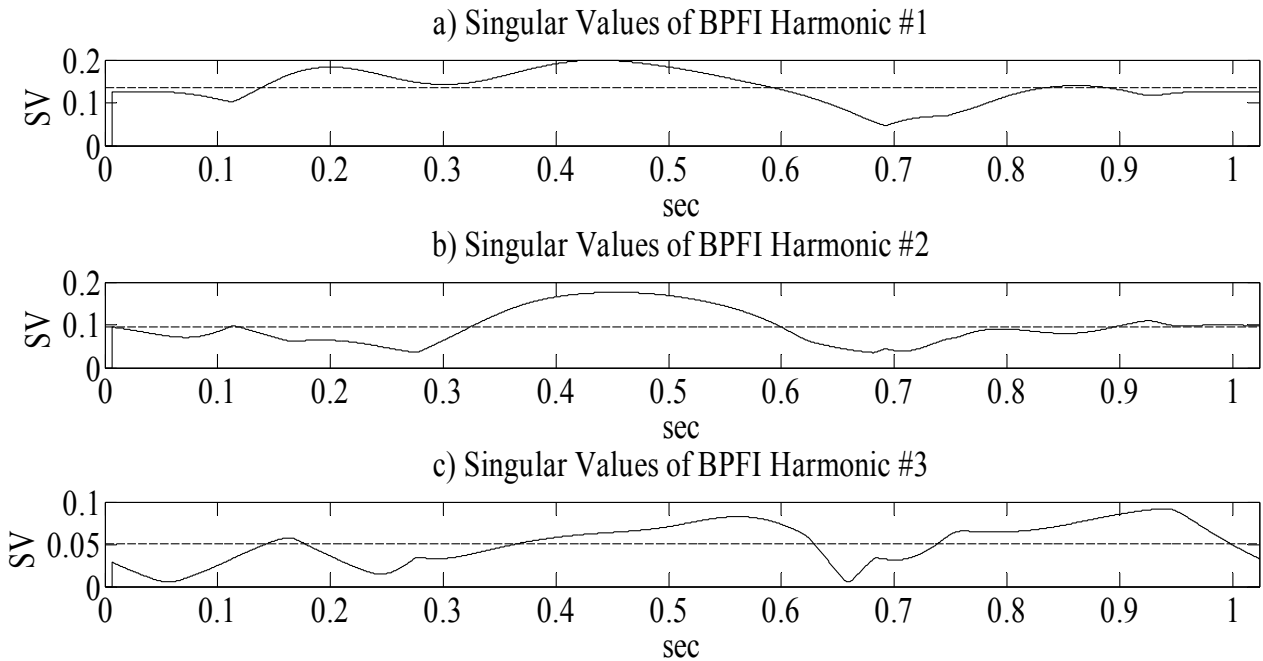 a) Singular Values of BPFI Harmonic #1
0.2
0.1
0
SV
0 0.1 0.2 0.3 0.4 0.5 0.6 0.7 0.8 0.9 1
sec
b) Singular Values of BPFI Harmonic #2
0.2
0.1
0
SV
0 0.1 0.2 0.3 0.4 0.5 0.6 0.7 0.8 0.9 1
sec
c) Singular Values of BPFI Harmonic #3
0.1
0.05
0
SV
0 0.1 0.2 0.3 0.4 0.5 0.6 0.7 0.8 0.9 1
sec